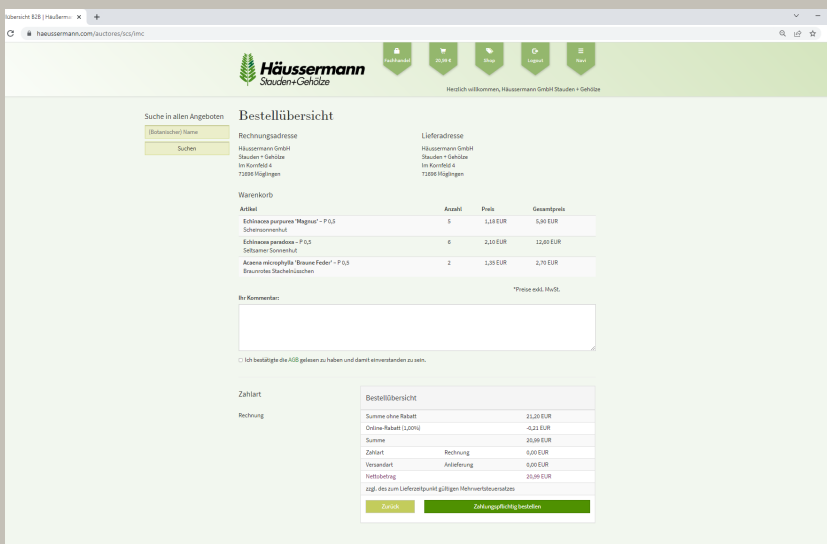 lübersicht B2B | Häußerma
haeussermann.com/auctores/scs/imc
Häussermann
Stauden+Gehölze
Fachhandel
20,99 €
Shop
Logout
Navi
Herzlich willkommen, Häussermann GmbH Stauden + Gehölze
Suche in allen Angeboten
(Botanischer) Name
Suchen
Bestellübersicht
Rechnungsadresse
Häussermann GmbH
Stauden + Gehölze
Im Kornfeld 4
71696 Möglingen
Lieferadresse
Häussermann GmbH
Stauden + Gehölze
Im Kornfeld 4
71696 Möglingen
Warenkorb
Artikel Anzahl Preis Gesamtpreis
Echinacea purpurea 'Magnus' – P 0,5 5 1,18 EUR 5,90 EUR
Scheinsonnenhut
Echinacea paradoxa – P 0,5 2,10 EUR 12,60 EUR
Seltsamer Sonnenhut
Acaena microphylla 'Braune Feder' – P 0,5 2 1,35 EUR 2,70 EUR
Braunrotes Stachelnüsschen
*Preise exkl. MwSt.
Ihr Kommentar:
Ich bestätigte die AGB gelesen zu haben und damit einverstanden zu sein.
Zahlart
Rechnung
Bestellübersicht
Summe ohne Rabatt 21,20 EUR
Online-Rabatt (1,00%) -0,21 EUR
Summe 20,99 EUR
Zahlart Rechnung 0,00 EUR
Versandart Anlieferung 0,00 EUR
Nettobetrag 20,99 EUR
zzgl. des zum Lieferzeitpunkt gültigen Mehrwertsteuersatzes
Zurück
Zahlungspflichtig bestellen